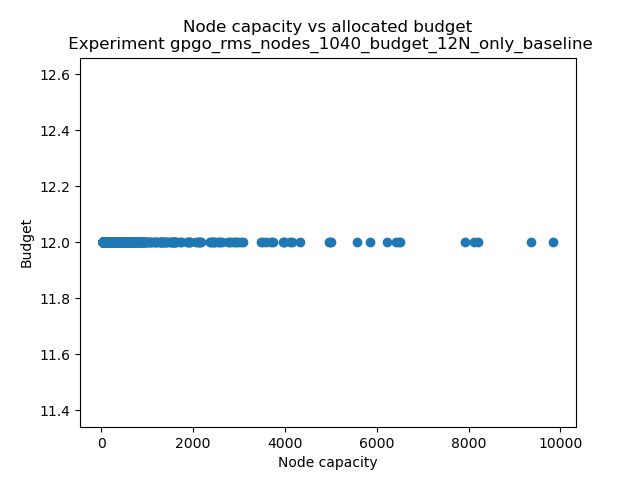 Node capacity vs allocated budget
Experiment gpgo_rms_nodes_1040_budget_12N_only_baseline
12.6
12.4
12.2
12.0
11.8
11.6
11.4
Budget
0 2000 4000 6000 8000 10000
Node capacity